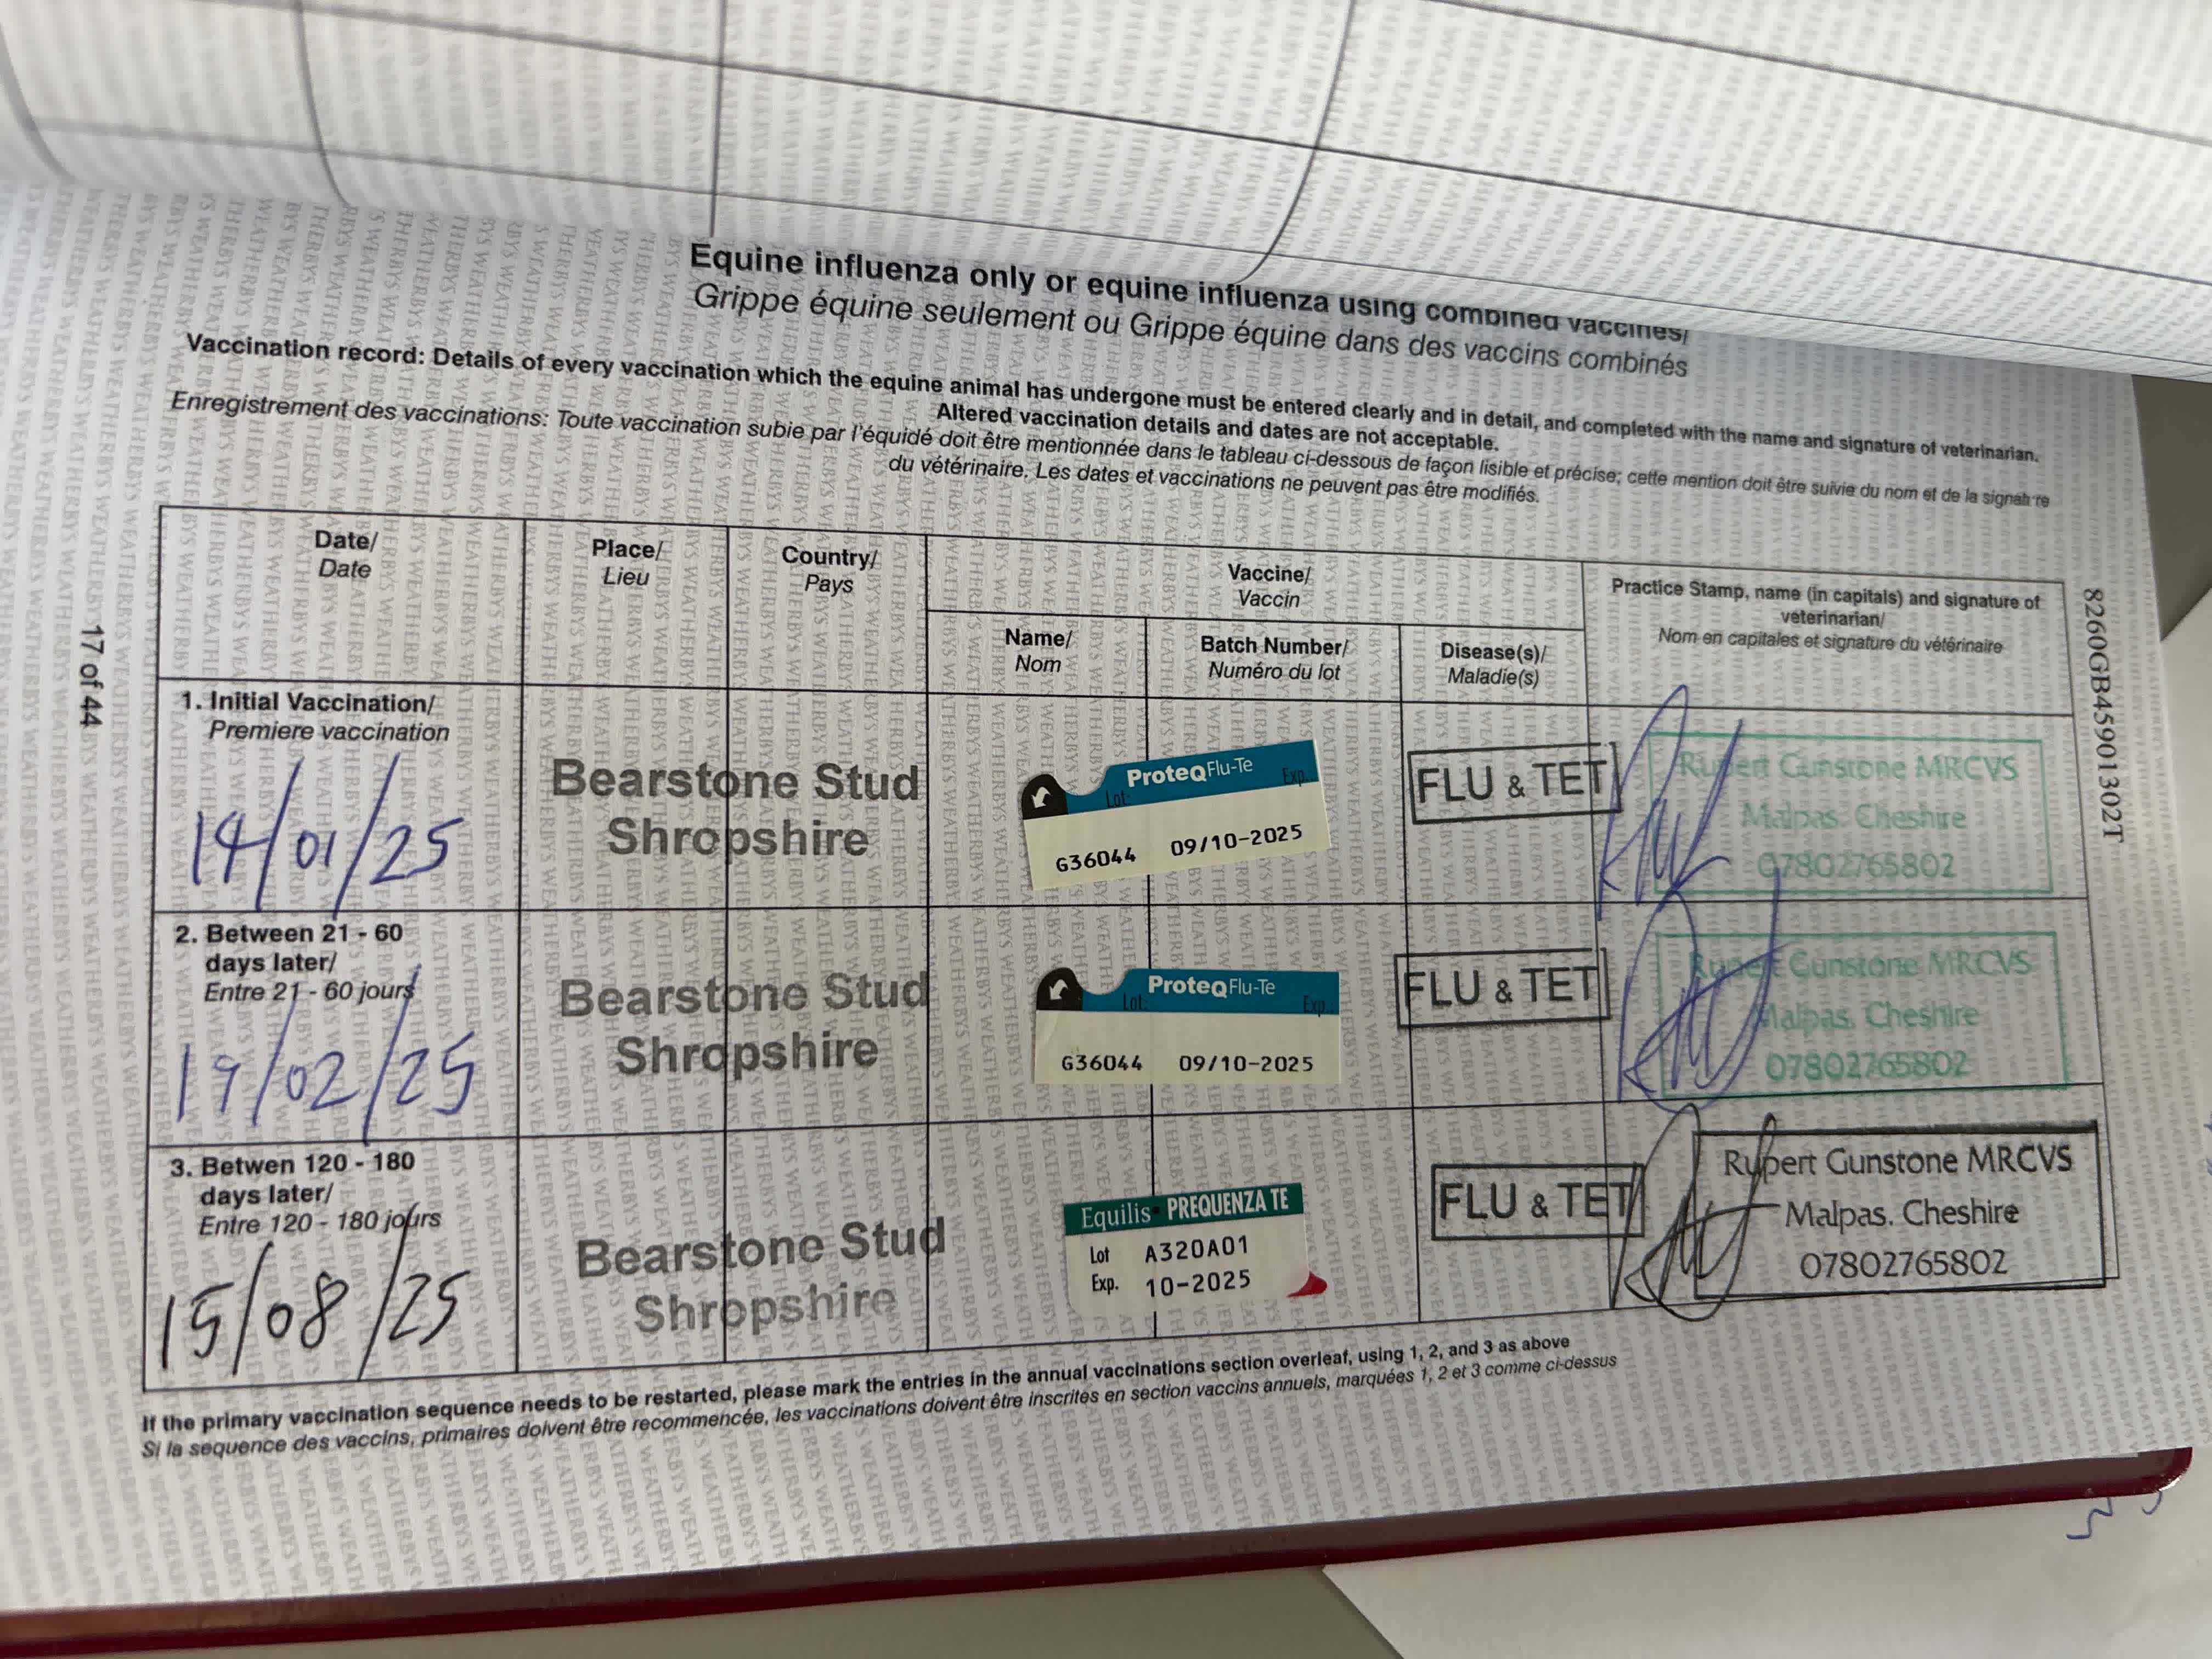 Equine influenza only or equine influenza using combined vaccines/
Grippe équine seulement ou Grippe équine dans des vaccins combinés
Vaccination record: Details of every vaccination which the equine animal has undergone must be entered clearly and in detail, and completed with the name and signature of veterinarian.
Altered vaccination details and dates are not acceptable.
Enregistrement des vaccinations: Toute vaccination subie par l'équidé doit être mentionnée dans le tableau ci-dessous de façon lisible et précise; cette mention doit être suivie du nom et de la signature
du vétérinaire. Les dates et vaccinations ne peuvent pas être modifiés.
Date/
Date
Place/
Lieu
Country/
Pays
Vaccine/
Vaccin
Name/
Nom
Batch Number/
Numéro du lot
Disease(s)/
Maladie(s)
Practice Stamp, name (in capitals) and signature of
veterinarian/
Nom en capitales et signature du vétérinaire
1. Initial Vaccination/
Premiere vaccination
14/01/25
Bearstone Stud
Shropshire
ProteqFlu-Te
Lot: Exp.
G36044 09/10-2025
FLU & TET
Rupert Gunstone MRCVS
Malpas. Cheshire
07802765802
2. Between 21 - 60
days later/
Entre 21 - 60 jours
19/02/25
Bearstone Stud
Shropshire
ProteqFlu-Te
Lot: Exp.
G36044 09/10-2025
FLU & TET
Rupert Gunstone MRCVS
Malpas. Cheshire
07802765802
3. Betwen 120 - 180
days later/
Entre 120 - 180 jours
15/08/25
Bearstone Stud
Shropshire
Equilis PREQUENZA TE
Lot A320A01
Exp. 10-2025
FLU & TET
Rupert Gunstone MRCVS
Malpas. Cheshire
07802765802
If the primary vaccination sequence needs to be restarted, please mark the entries in the annual vaccinations section overleaf, using 1, 2, and 3 as above
Si la sequence des vaccins, primaires doivent être recommencée, les vaccinations doivent être inscrites en section vaccins annuels, marquées 1, 2 et 3 comme ci-dessus
17 of 44
8260GB45901302T
WEATHERBYS